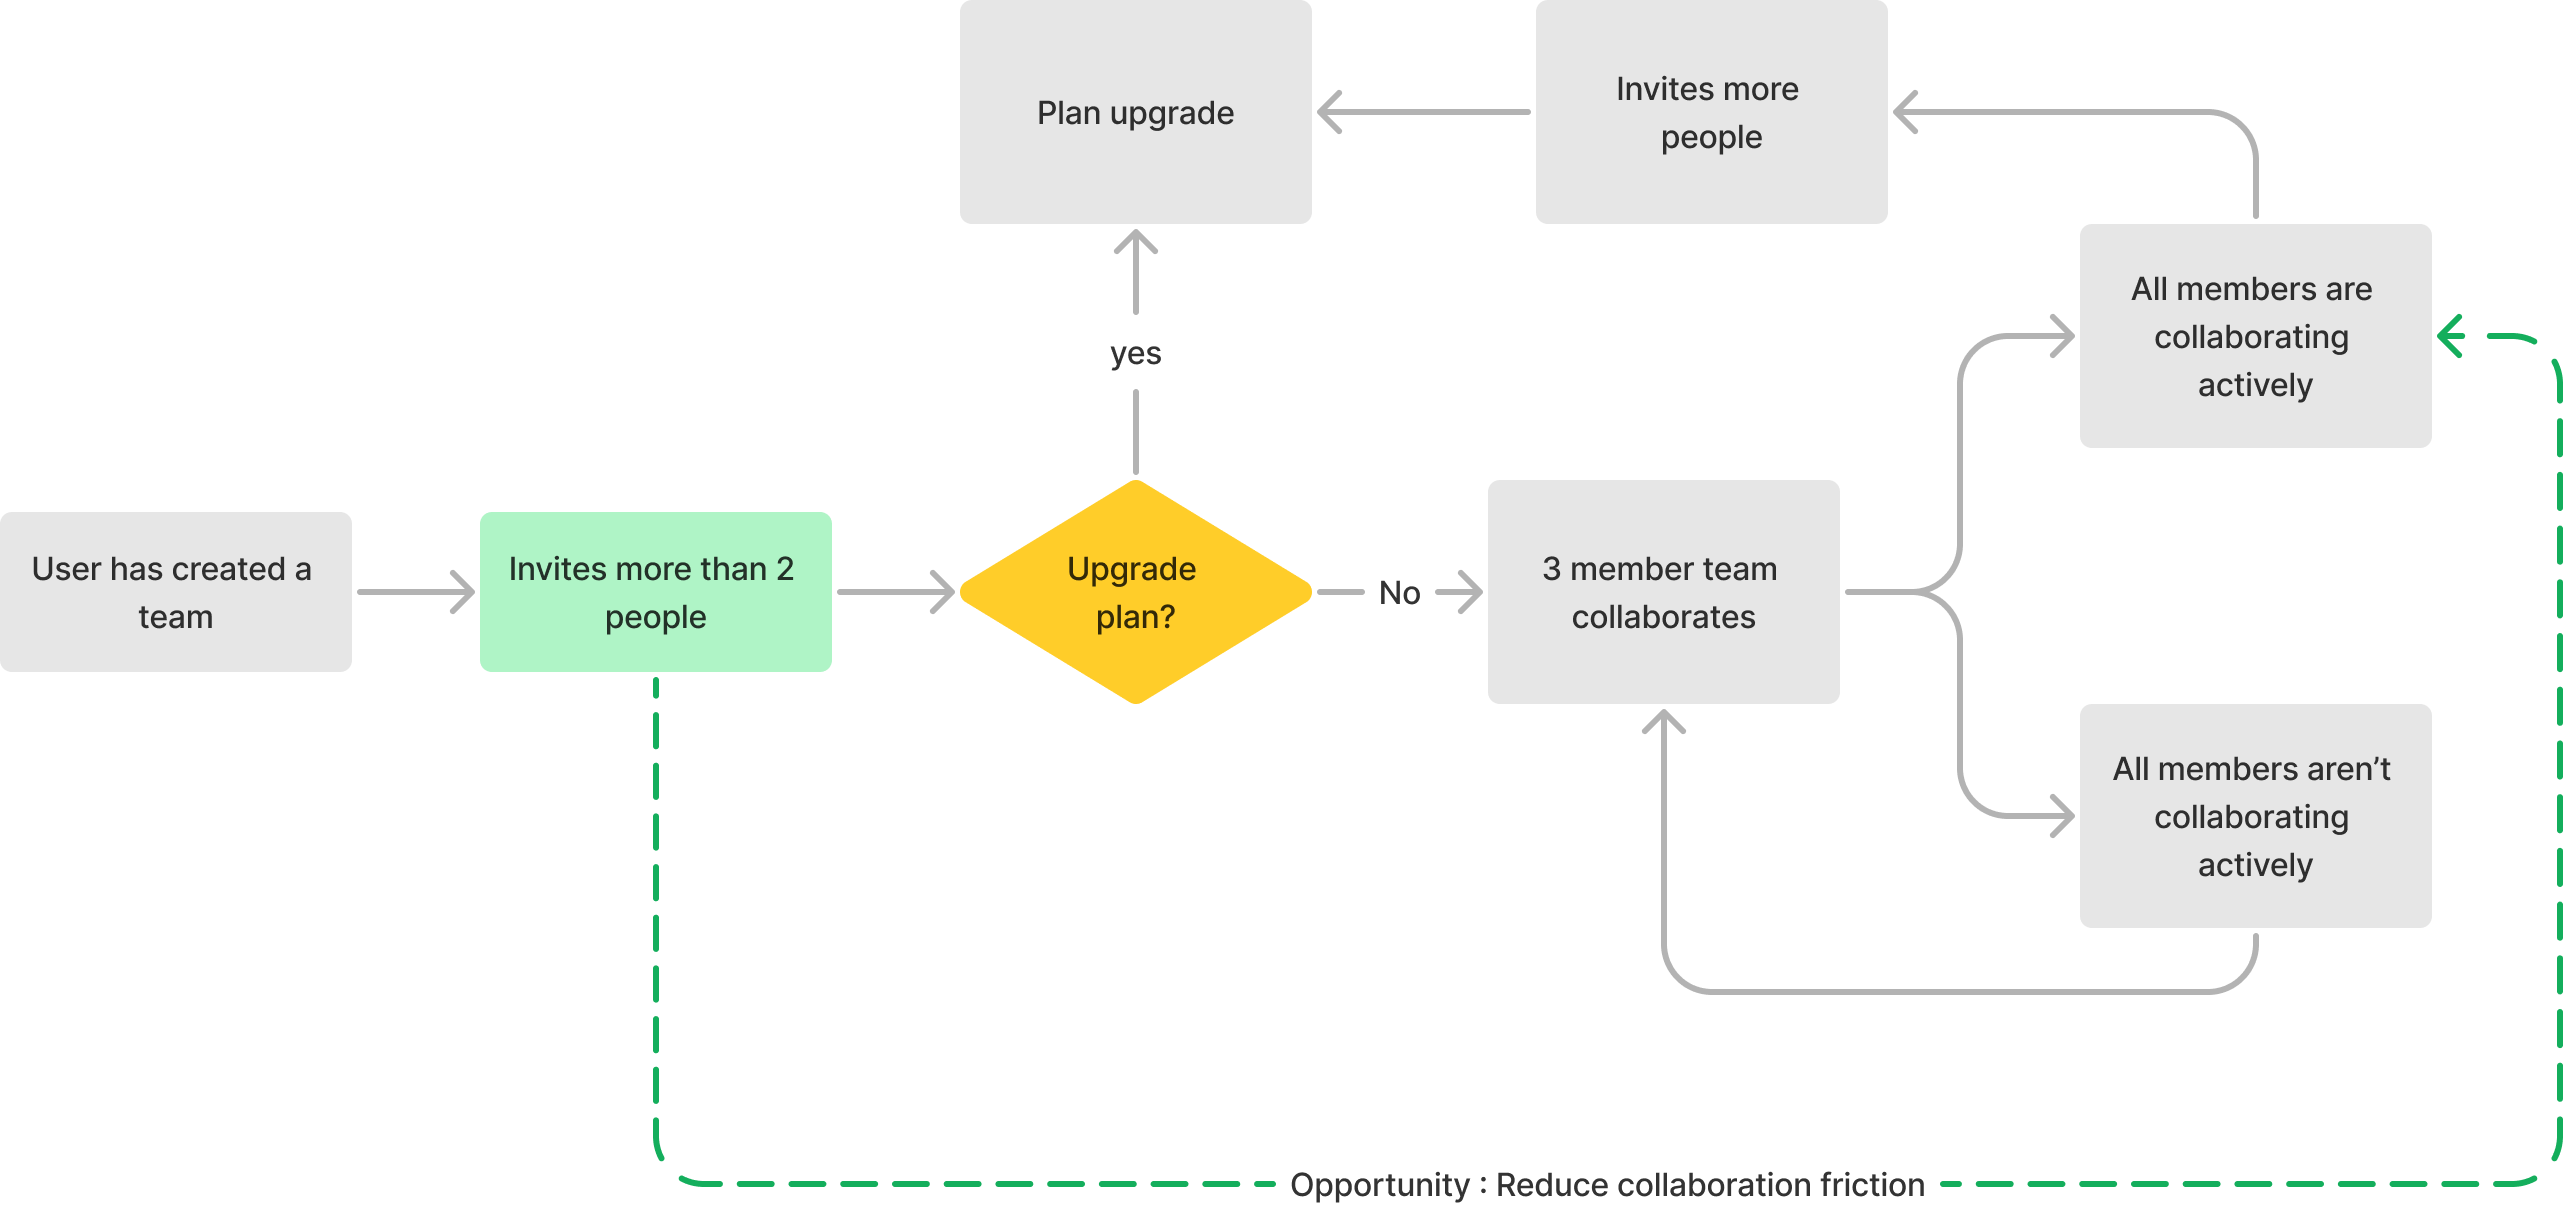 Plan upgrade
Invites more
people
All members are
collaborating
actively
yes
User has created a
team
Invites more than 2
people
Upgrade
plan?
No
3 member team
collaborates
All members aren’t
collaborating
actively
Opportunity : Reduce collaboration friction